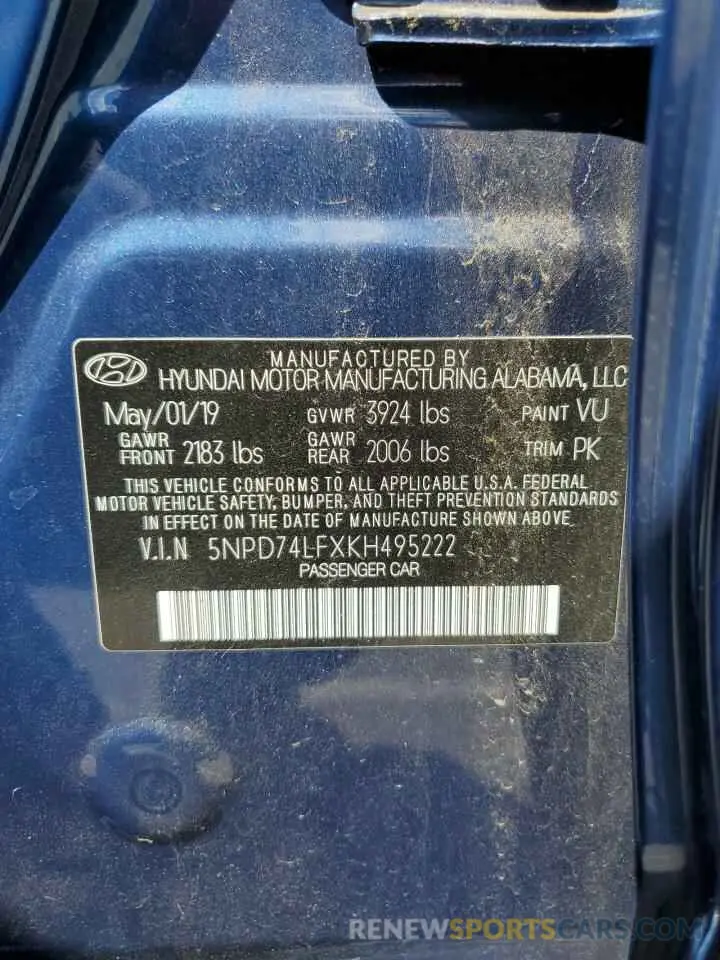 MANUFACTURED BY
HYUNDAI MOTOR MANUFACTURING ALABAMA, LLC
May/01/19 GVWR 3924 lbs PAINT VU
GAWR FRONT 2183 lbs GAWR REAR 2006 lbs TRIM PK
THIS VEHICLE CONFORMS TO ALL APPLICABLE U.S.A. FEDERAL
MOTOR VEHICLE SAFETY, BUMPER, AND THEFT PREVENTION STANDARDS
IN EFFECT ON THE DATE OF MANUFACTURE SHOWN ABOVE
V.I.N 5NPD74LFXKH495222
PASSENGER CAR
RENEWSPORTSCARS.COM